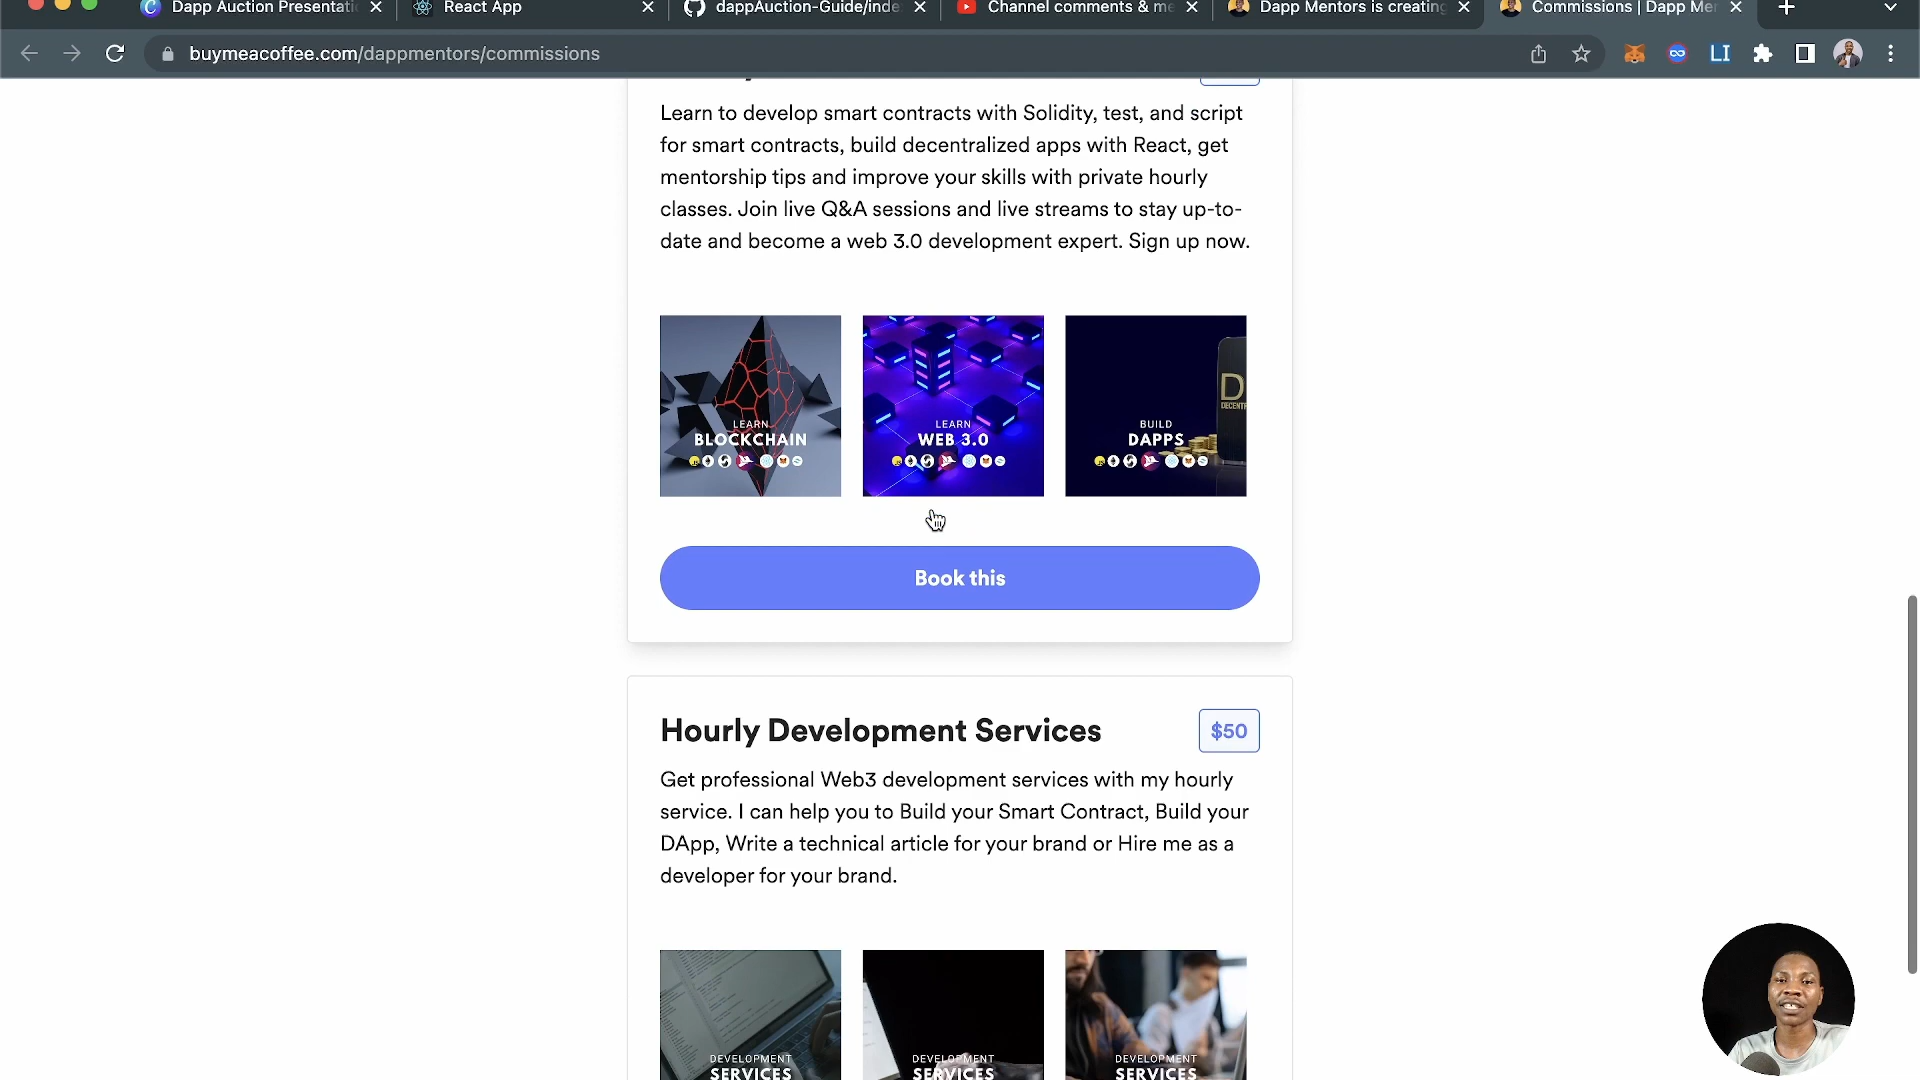 Dapp Auction Presentati
React App
dappAuction-Guide/inde
Channel comments & me
Dapp Mentors is creating
Commissions | Dapp Mer
buymeacoffee.com/dappmentors/commissions
LI
Learn to develop smart contracts with Solidity, test, and script
for smart contracts, build decentralized apps with React, get
mentorship tips and improve your skills with private hourly
classes. Join live Q&A sessions and live streams to stay up-to-
date and become a web 3.0 development expert. Sign up now.
LEARN
BLOCKCHAIN
LEARN
WEB 3.0
D
DECENTR
BUILD
DAPPS
Book this
Hourly Development Services
$50
Get professional Web3 development services with my hourly
service. I can help you to Build your Smart Contract, Build your
DApp, Write a technical article for your brand or Hire me as a
developer for your brand.
DEVELOPMENT
SERVICES
DEVELOPMENT
SERVICES
DEVELOPMENT
SERVICES